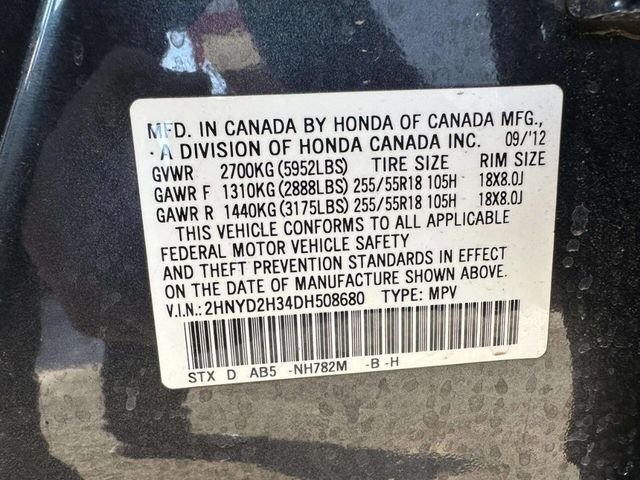 MFD. IN CANADA BY HONDA OF CANADA MFG.,
A DIVISION OF HONDA CANADA INC. 09/'12
GVWR 2700KG (5952LBS) TIRE SIZE RIM SIZE
GAWR F 1310KG (2888LBS) 255/55R18 105H 18X8.0J
GAWR R 1440KG (3175LBS) 255/55R18 105H 18X8.0J
THIS VEHICLE CONFORMS TO ALL APPLICABLE
FEDERAL MOTOR VEHICLE SAFETY
AND THEFT PREVENTION STANDARDS IN EFFECT
ON THE DATE OF MANUFACTURE SHOWN ABOVE.
V.I.N.: 2HNYD2H34DH508680 TYPE: MPV
STX D AB5 -NH782M -B -H